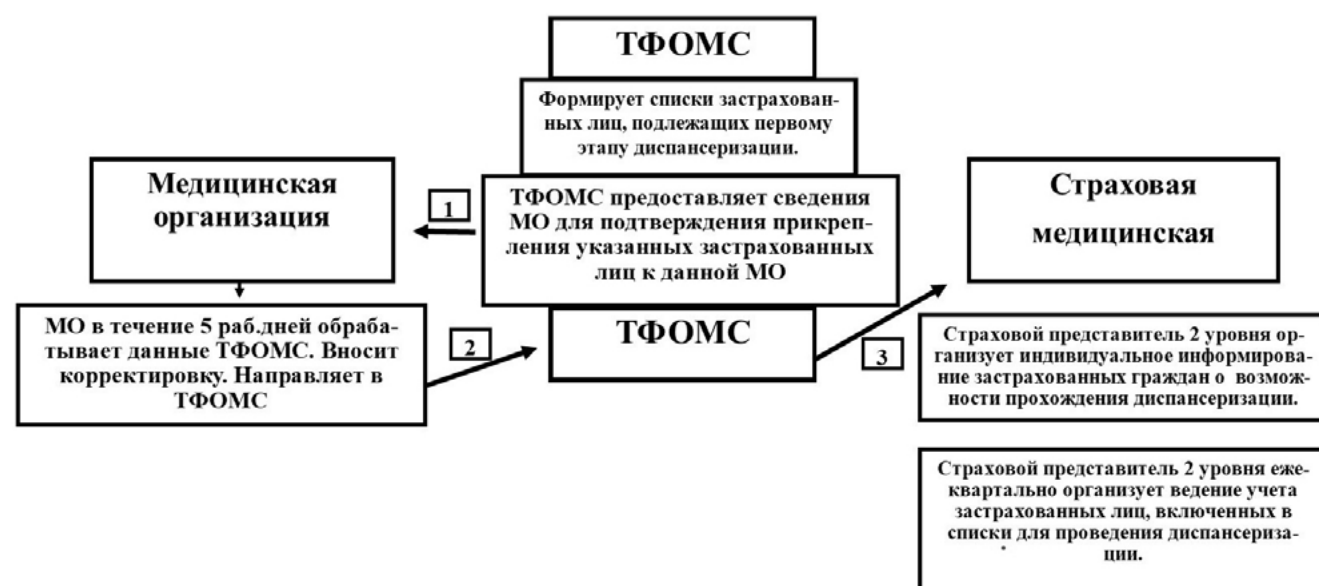 ТФОМС
Формирует списки застрахован-
ных лиц, подлежащих первому
этапу диспансеризации.
Медицинская
организация
1
ТФОМС предоставляет сведения
МО для подтверждения прикреп-
ления указанных застрахованных
лиц к данной МО
Страховая
медицинская
МО в течение 5 раб.дней обраба-
тывает данные ТФОМС. Вносит
корректировку. Направляет в
ТФОМС
2
ТФОМС
3
Страховой представитель 2 уровня ор-
ганизует индивидуальное информирова-
ние застрахованных граждан о возмож-
ности прохождения диспансеризации.
Страховой представитель 2 уровня еже-
квартально организует ведение учета
застрахованных лиц, включенных в
списки для проведения диспансериза-
ции.